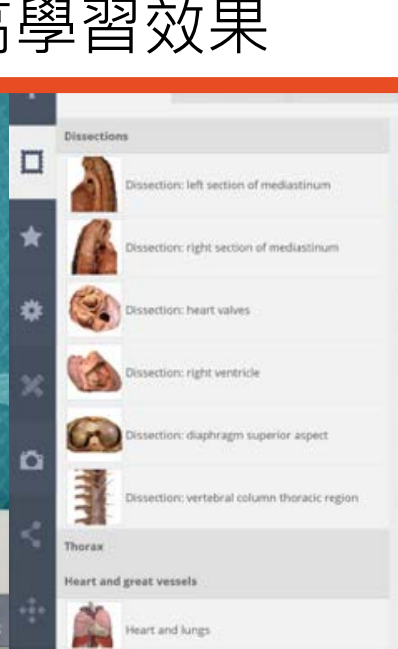 高學習效果
Dissections
Dissection: left section of mediastinum
Dissection: right section of mediastinum
Dissection: heart valves
Dissection: right ventricle
Dissection: diaphragm superior aspect
Dissection: vertebral column thoracic region
Thorax
Heart and great vessels
Heart and lungs